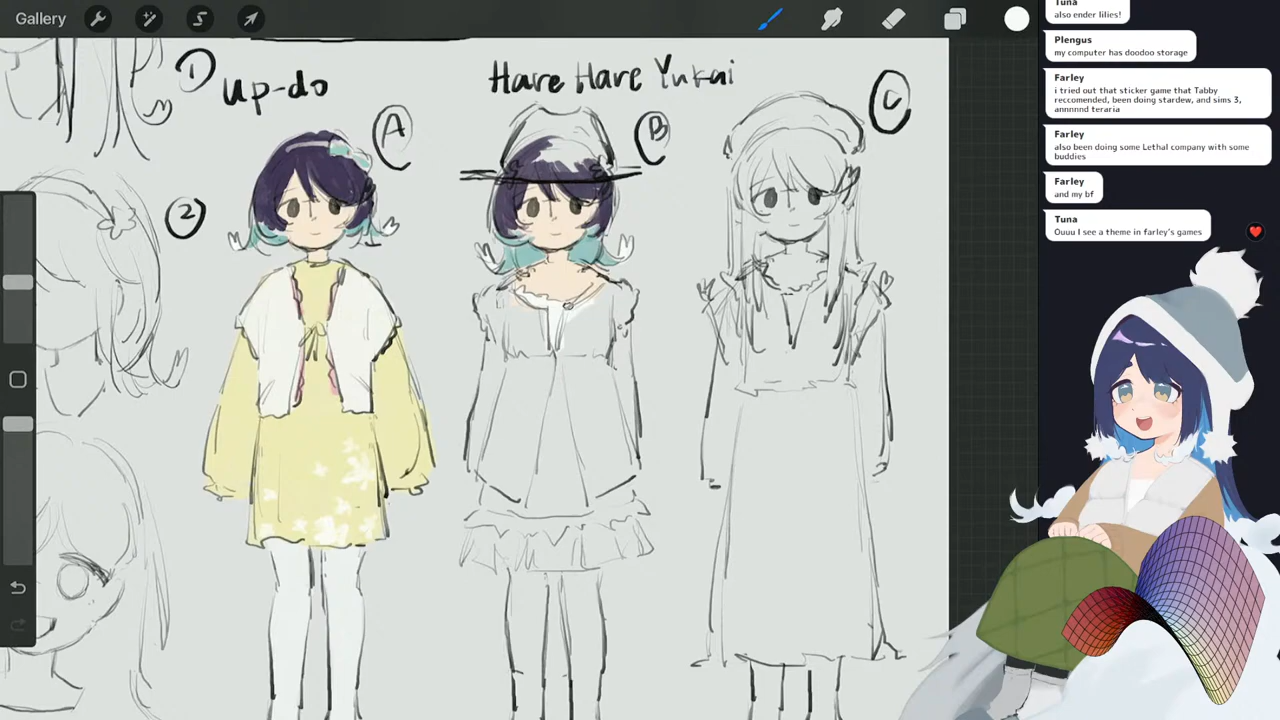 Gallery
① Up-do
Hare Hare Yukai
A
B
C
②
Tuna
also ender lilies!
Plengus
my computer has doodoo storage
Farley
i tried out that sticker game that Tabby
reccomended, been doing stardew, and sims 3,
annnnd teraria
Farley
also been doing some Lethal company with some
buddies
Farley
and my bf
Tuna
Ouuu I see a theme in farley's games